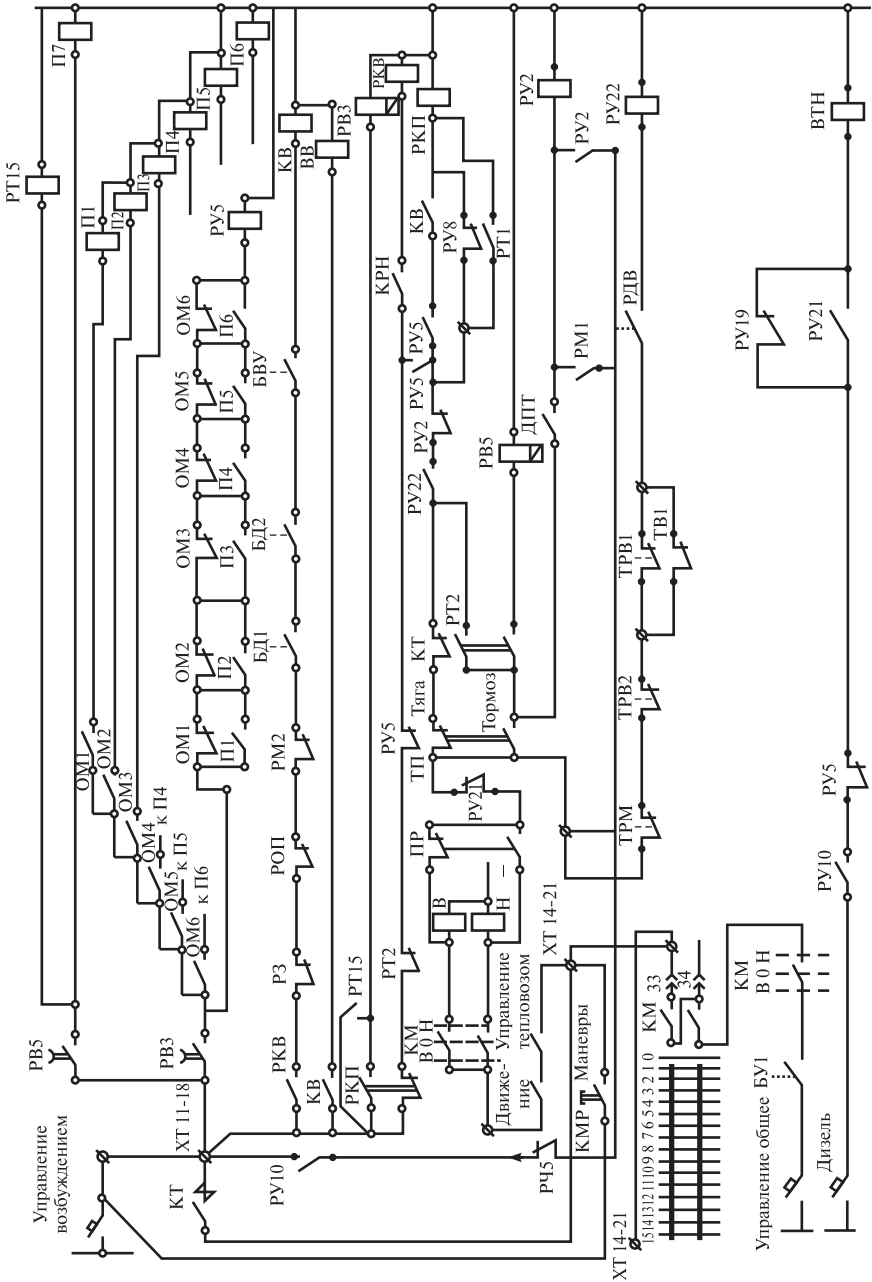 РТ15
П7
П1
П2
П3
П4
П5
П6
РВ5
ОМ1
ОМ2
ОМ3
ОМ4
к П4
ОМ5
к П5
ОМ6
к П6
РВ3
ОМ1
ОМ2
ОМ3
ОМ4
ОМ5
ОМ6
П1
П2
П3
П4
П5
П6
РУ5
Управление
возбуждением
ХТ 11-18
КТ
РКВ
РЗ
РОП
РМ2
БД1
БД2
БВУ
КВ
ВВ
КВ
РКП
РТ15
РВ3
РКВ
РУ10
КМ
В 0 Н
РТ2
РУ5
КРН
РКП
Движе-
ние
Управление
тепловозом
В
Н
ПР
РУ21
ТП
Тяга
Тормоз
КТ
РТ2
РУ22
РУ2
РУ5
РУ5
КВ
РУ8
РТ1
РВ5
ДПТ
РУ2
РУ2
РМ1
РЧ5
КМР
Маневры
ХТ 14-21
ТРМ
ТРВ2
ТРВ1
ТВ1
РДВ
РУ22
ХТ 14-21
15 14 13 12 11 10 9 8 7 6 5 4 3 2 1 0
КМ
33
34
КМ
В 0 Н
Управление общее
БУ1
Дизель
РУ10
РУ5
РУ19
РУ21
ВТН